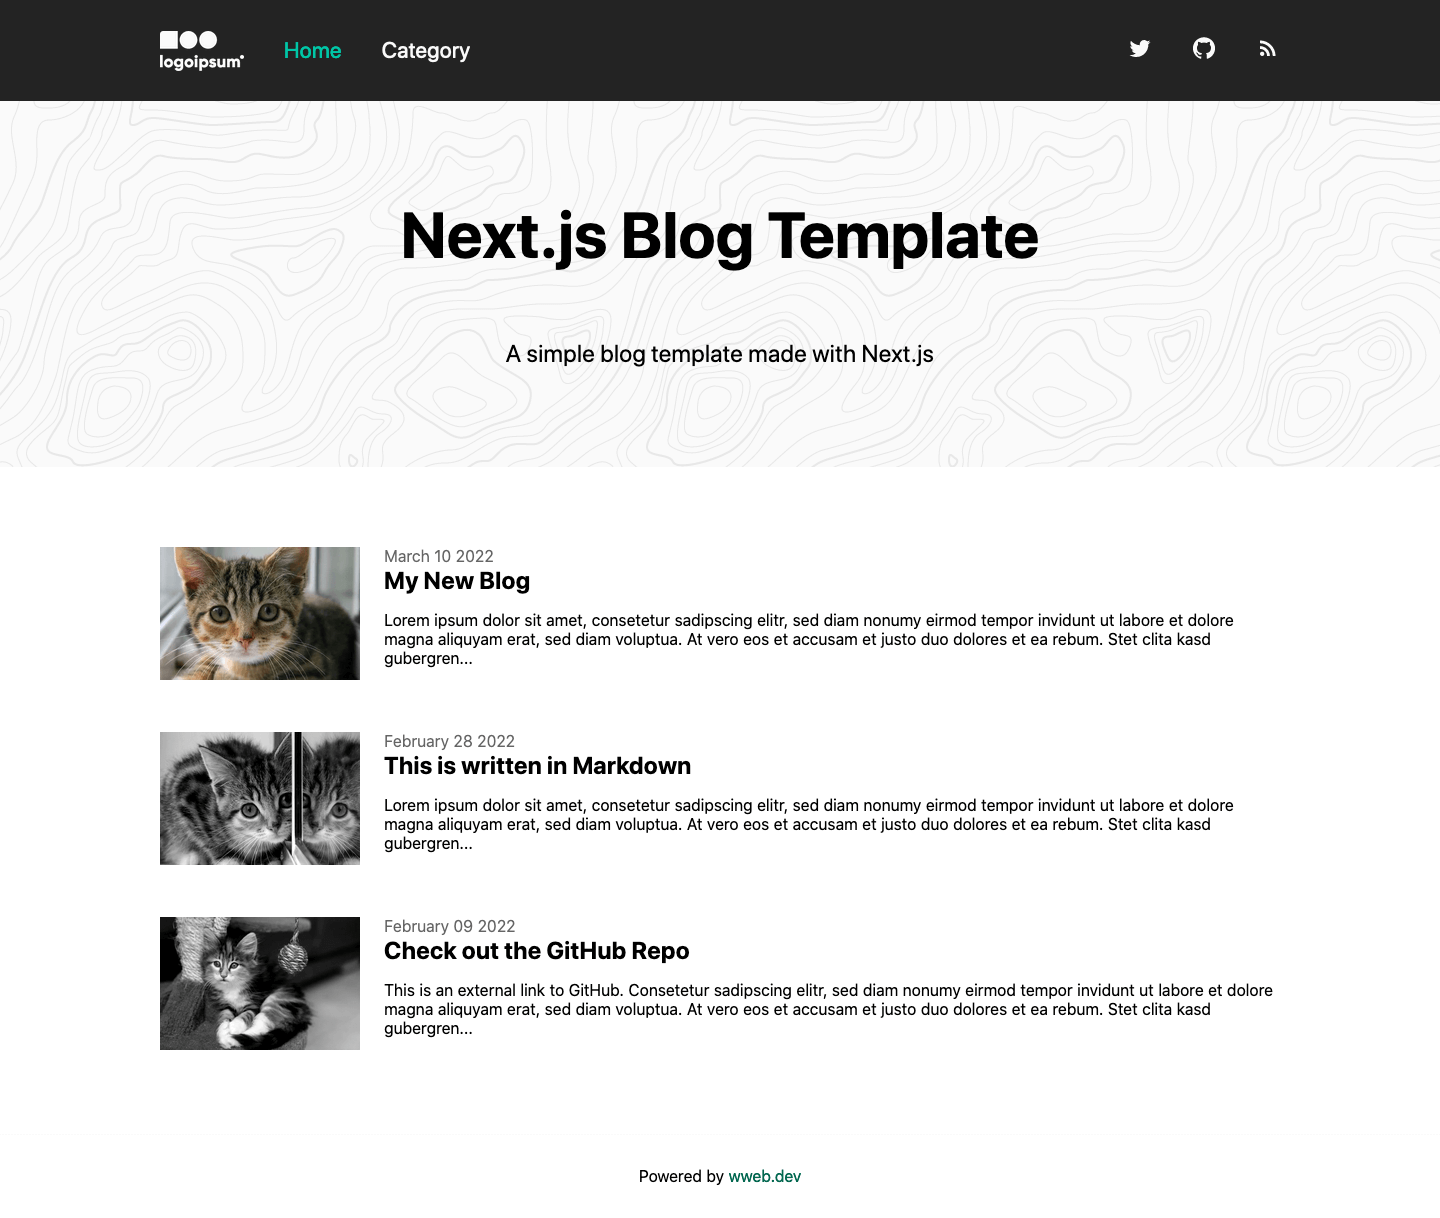 logoipsum
Home
Category
Next.js Blog Template
A simple blog template made with Next.js
March 10 2022
My New Blog
Lorem ipsum dolor sit amet, consetetur sadipscing elitr, sed diam nonumy eirmod tempor invidunt ut labore et dolore
magna aliquyam erat, sed diam voluptua. At vero eos et accusam et justo duo dolores et ea rebum. Stet clita kasd
gubergren...
February 28 2022
This is written in Markdown
Lorem ipsum dolor sit amet, consetetur sadipscing elitr, sed diam nonumy eirmod tempor invidunt ut labore et dolore
magna aliquyam erat, sed diam voluptua. At vero eos et accusam et justo duo dolores et ea rebum. Stet clita kasd
gubergren...
February 09 2022
Check out the GitHub Repo
This is an external link to GitHub. Consetetur sadipscing elitr, sed diam nonumy eirmod tempor invidunt ut labore et dolore
magna aliquyam erat, sed diam voluptua. At vero eos et accusam et justo duo dolores et ea rebum. Stet clita kasd
gubergren...
Powered by wweb.dev